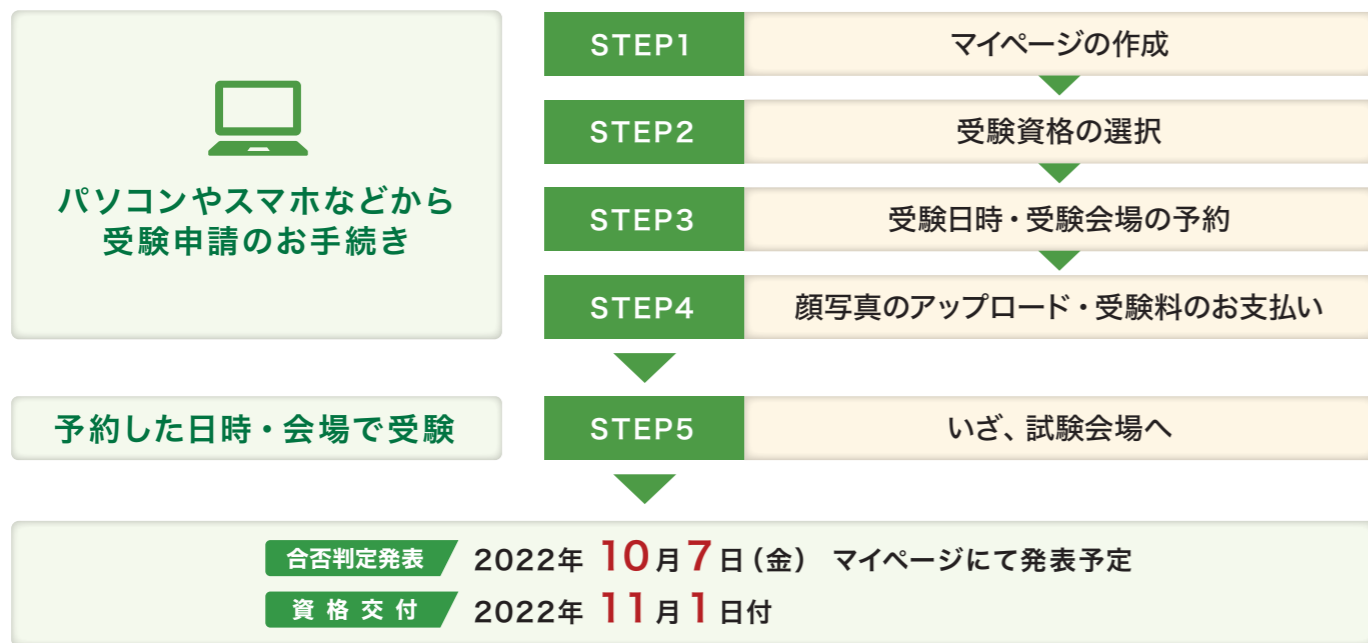 パソコンやスマホなどから
受験申請のお手続き
STEP1 マイページの作成
STEP2 受験資格の選択
STEP3 受験日時・受験会場の予約
STEP4 顔写真のアップロード・受験料のお支払い
予約した日時・会場で受験
STEP5 いざ、試験会場へ
合否判定発表 2022年 10月7日(金) マイページにて発表予定
資格交付 2022年 11月1日付